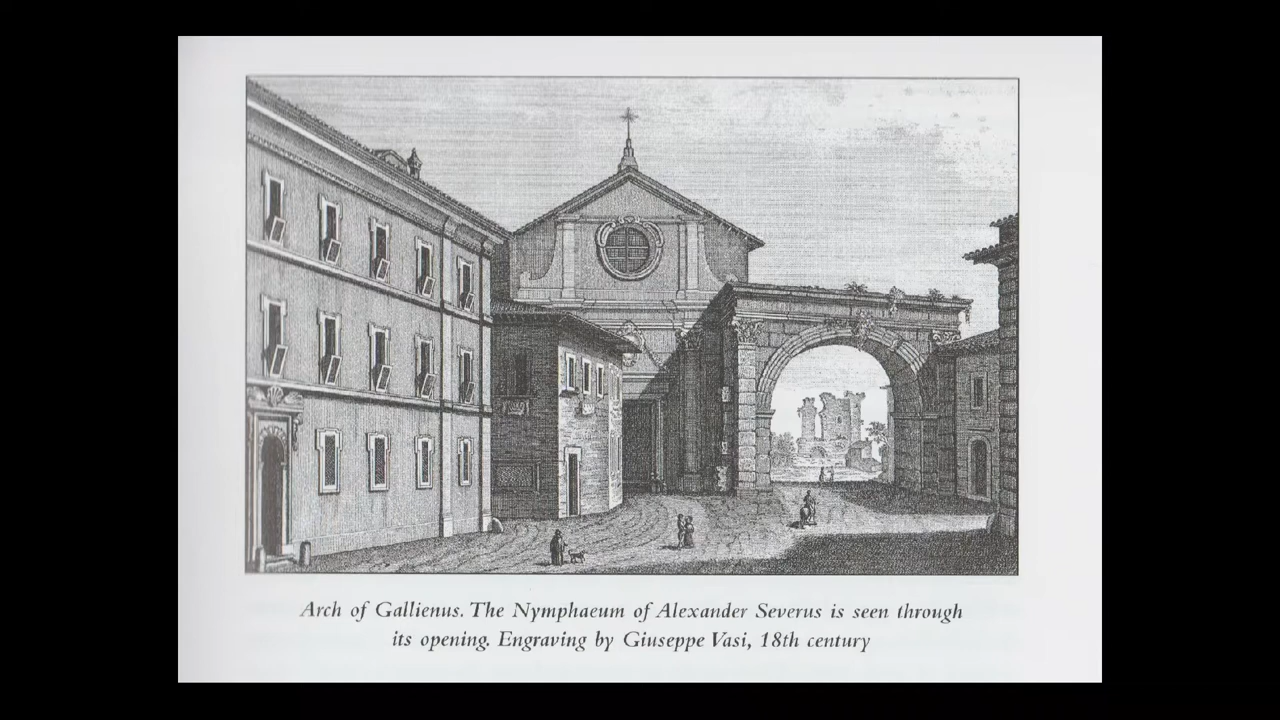 Arch of Gallienus. The Nymphaeum of Alexander Severus is seen through
its opening. Engraving by Giuseppe Vasi, 18th century